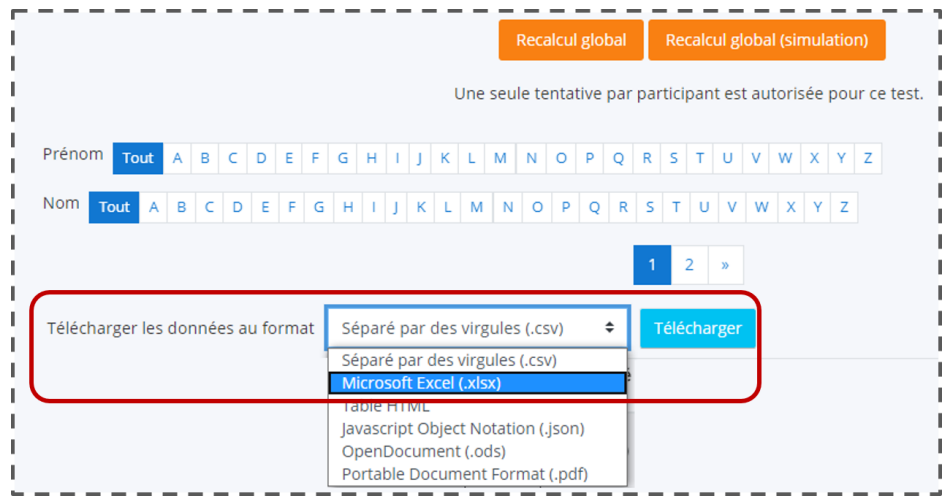 Recalcul global Recalcul global (simulation)
Une seule tentative par participant est autorisée pour ce test.
Prénom Tout A B C D E F G H I J K L M N O P Q R S T U V W X Y Z
Nom Tout A B C D E F G H I J K L M N O P Q R S T U V W X Y Z
1 2 »
Télécharger les données au format Séparé par des virgules (.csv) Télécharger
Séparé par des virgules (.csv)
Microsoft Excel (.xlsx)
Table HTML
Javascript Object Notation (.json)
OpenDocument (.ods)
Portable Document Format (.pdf)